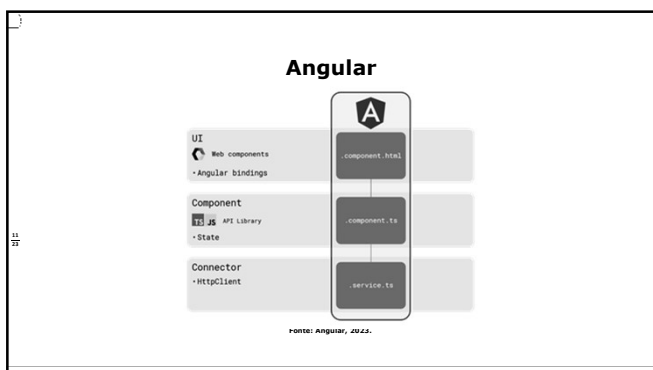 Angular
UI
Web components
·Angular bindings
Component
TS JS API Library
·State
Connector
·HttpClient
A
.component.html
.component.ts
.service.ts
11
23
Fonte: Angular, 2023.